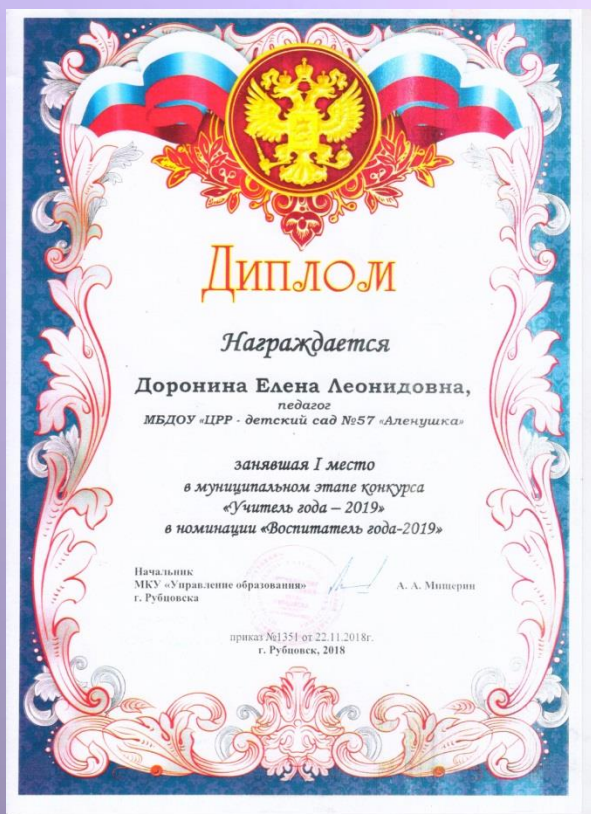 Диплом
Награждается
Доронина Елена Леонидовна,
педагог
МБДОУ «ЦРР - детский сад №57 «Аленушка»
занявшая I место
в муниципальном этапе конкурса
«Учитель года – 2019»
в номинации «Воспитатель года-2019»
Начальник
МКУ «Управление образования»
г. Рубцовска
А. А. Мищерин
приказ №1351 от 22.11.2018г.
г. Рубцовск, 2018